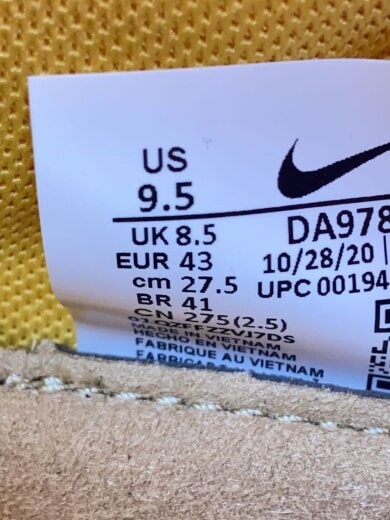 US
9.5
UK 8.5
EUR 43
cm 27.5
BR 41
CN 275(2.5)
MADE IN VIETNAM
HECHO EN VIETNAM
FABRIQUE AU VIETNAM
DA978
10/28/20 |
UPC 00194